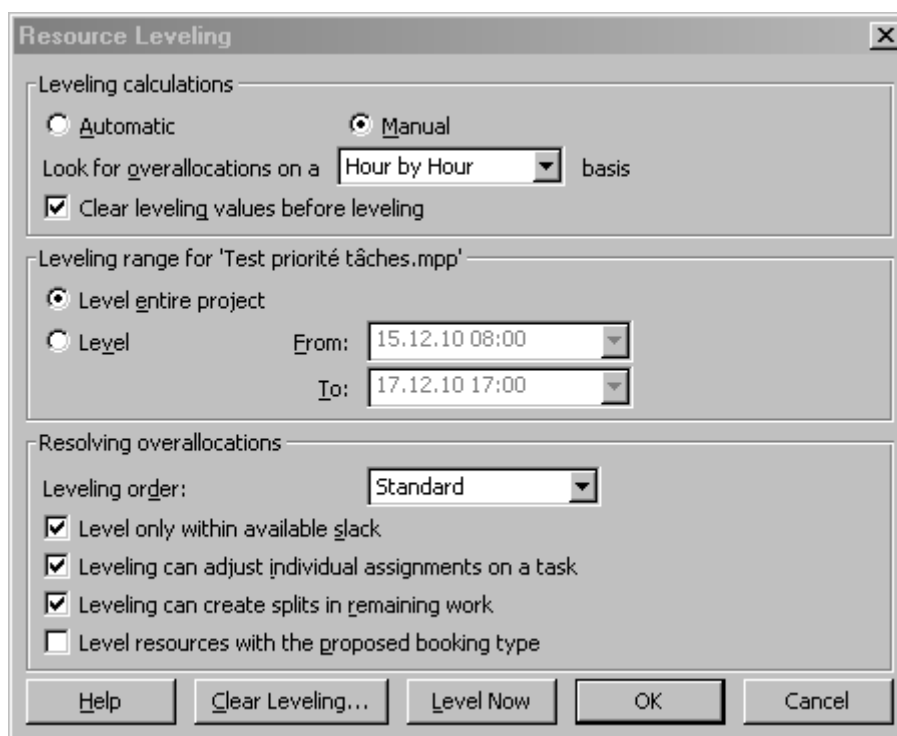 Resource Leveling
Leveling calculations
Automatic Manual
Look for overallocations on a Hour by Hour basis
Clear leveling values before leveling
Leveling range for 'Test priorité tâches.mpp'
Level entire project
Level From: 15.12.10 08:00
To: 17.12.10 17:00
Resolving overallocations
Leveling order: Standard
Level only within available slack
Leveling can adjust individual assignments on a task
Leveling can create splits in remaining work
Level resources with the proposed booking type
Help Clear Leveling... Level Now OK Cancel